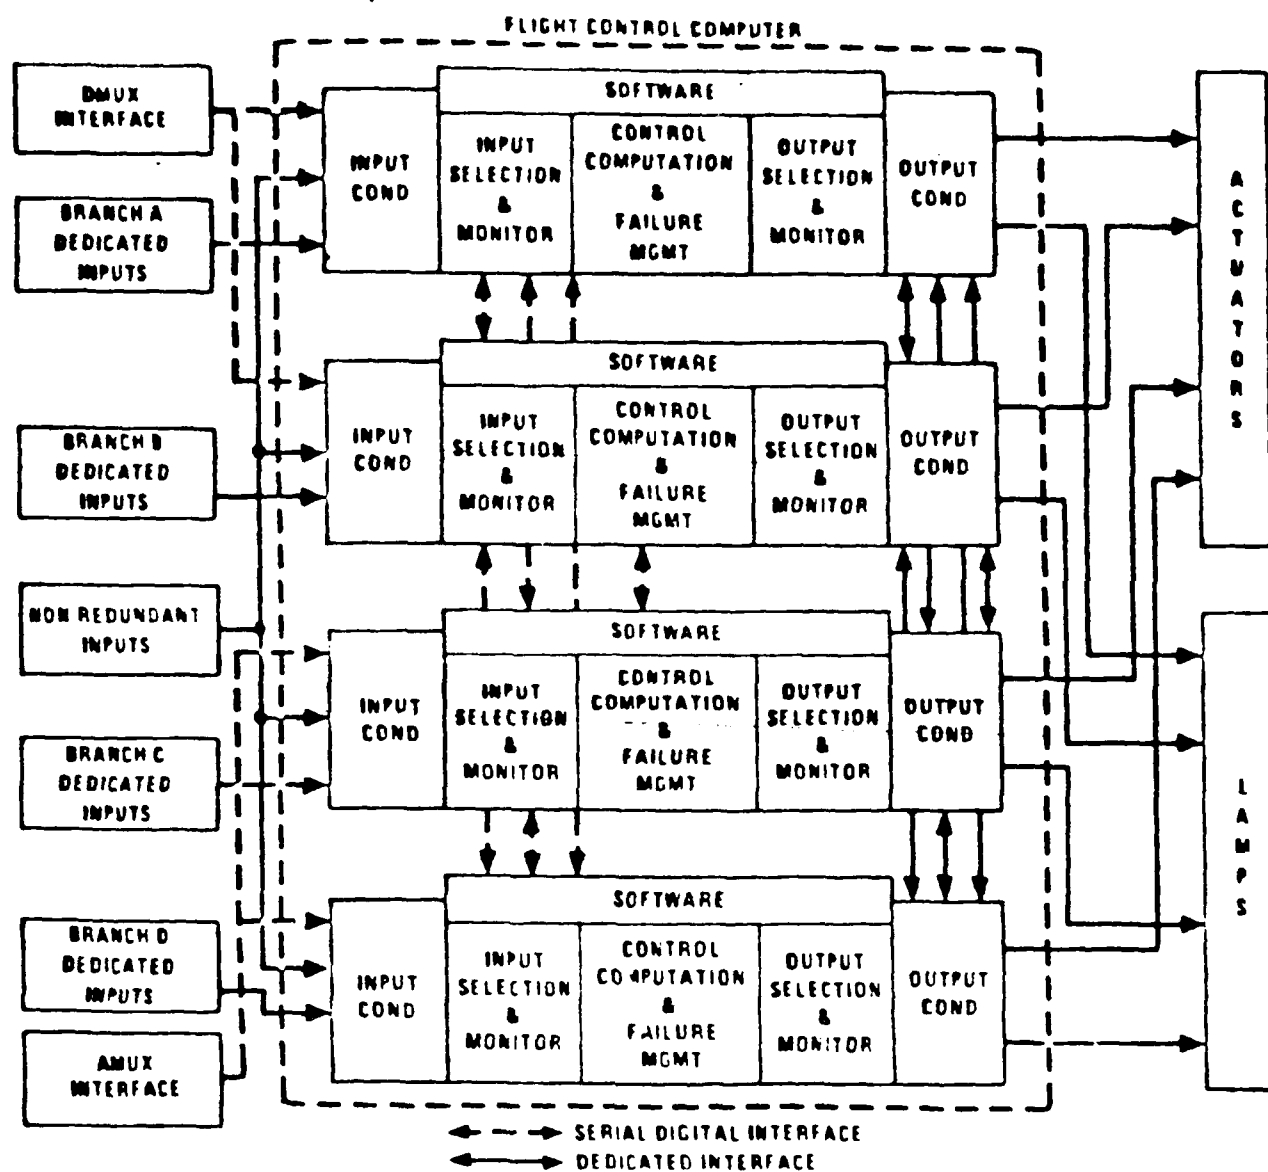 FLIGHT CONTROL COMPUTER
DMUX
INTERFACE
BRANCH A
DEDICATED
INPUTS
BRANCH B
DEDICATED
INPUTS
NON REDUNDANT
INPUTS
BRANCH C
DEDICATED
INPUTS
BRANCH D
DEDICATED
INPUTS
AMUX
INTERFACE
INPUT
COND
SOFTWARE
INPUT
SELECTION
&
MONITOR
CONTROL
COMPUTATION
&
FAILURE
MGMT
OUTPUT
SELECTION
&
MONITOR
OUTPUT
COND
INPUT
COND
SOFTWARE
INPUT
SELECTION
&
MONITOR
CONTROL
COMPUTATION
&
FAILURE
MGMT
OUTPUT
SELECTION
&
MONITOR
OUTPUT
COND
INPUT
COND
SOFTWARE
INPUT
SELECTION
&
MONITOR
CONTROL
COMPUTATION
&
FAILURE
MGMT
OUTPUT
SELECTION
&
MONITOR
OUTPUT
COND
INPUT
COND
SOFTWARE
INPUT
SELECTION
&
MONITOR
CONTROL
COMPUTATION
&
FAILURE
MGMT
OUTPUT
SELECTION
&
MONITOR
OUTPUT
COND
ACTUATORS
LAMPS
SERIAL DIGITAL INTERFACE
DEDICATED INTERFACE